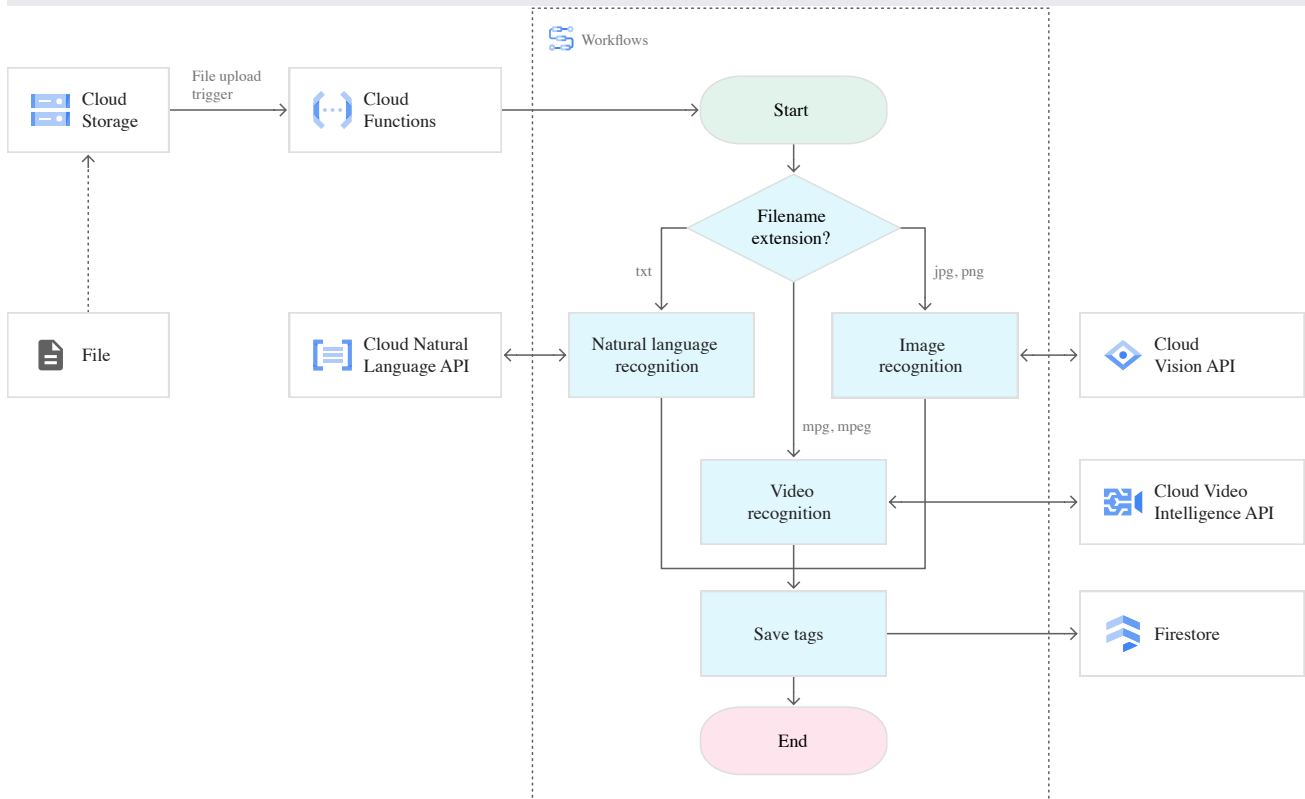 Workflows
File upload
trigger
Cloud
Storage
Cloud
Functions
Start
Filename
extension?
txt
jpg, png
File
Cloud Natural
Language API
Natural language
recognition
Image
recognition
Cloud
Vision API
mpg, mpeg
Video
recognition
Cloud Video
Intelligence API
Save tags
Firestore
End